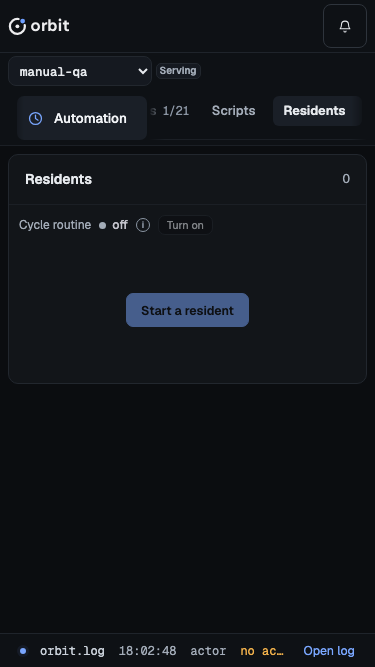 orbit
manual-qa Serving
Automation s 1/21 Scripts Residents
Residents 0
Cycle routine off i Turn on
Start a resident
orbit.log 18:02:48 actor no ac… Open log